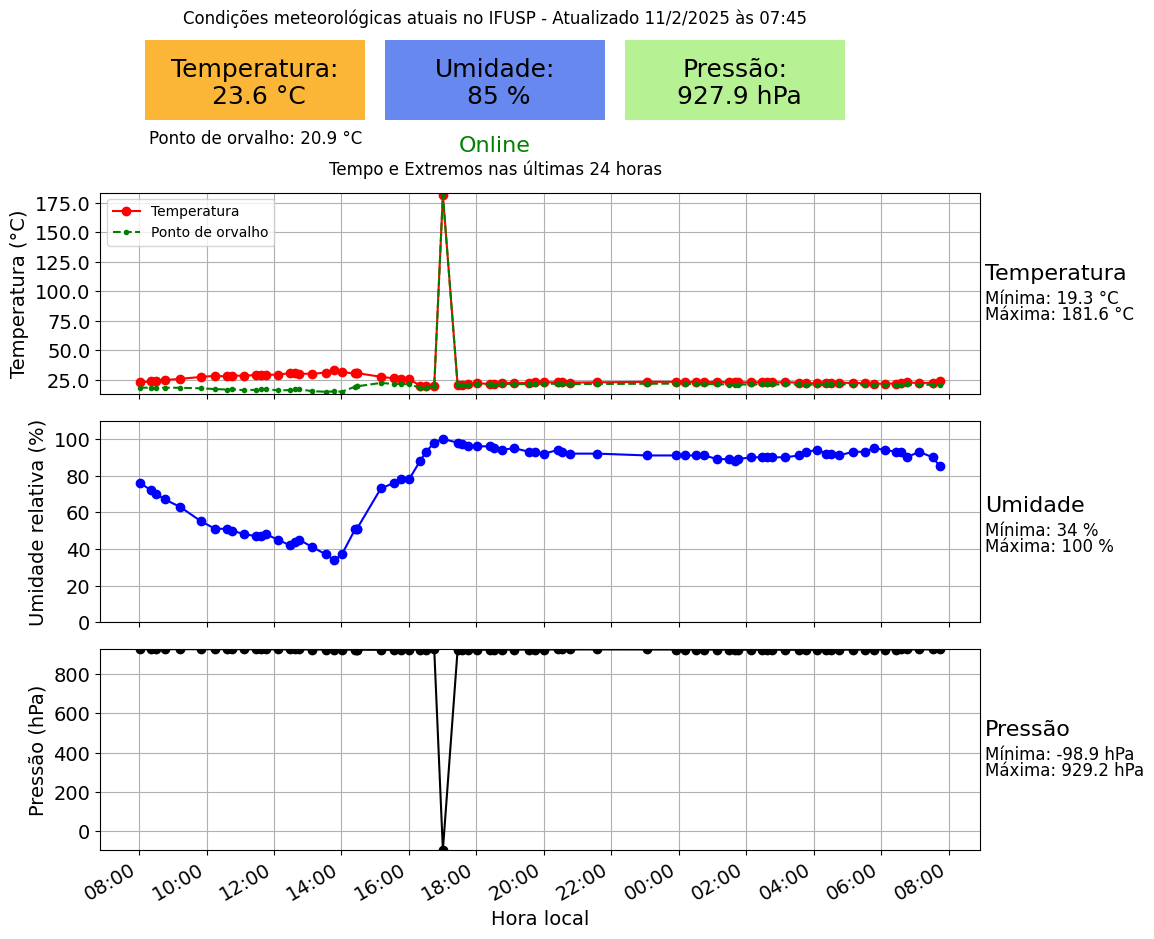 Condições meteorológicas atuais no IFUSP - Atualizado 11/2/2025 às 07:45
Temperatura:
23.6 °C
Umidade:
85 %
Pressão:
927.9 hPa
Ponto de orvalho: 20.9 °C
Online
Tempo e Extremos nas últimas 24 horas
Temperatura (°C)
175.0
150.0
125.0
100.0
75.0
50.0
25.0
Temperatura
Ponto de orvalho
Temperatura
Mínima: 19.3 °C
Máxima: 181.6 °C
Umidade relativa (%)
100
80
60
40
20
0
Umidade
Mínima: 34 %
Máxima: 100 %
Pressão (hPa)
800
600
400
200
0
Pressão
Mínima: -98.9 hPa
Máxima: 929.2 hPa
08:00
10:00
12:00
14:00
16:00
18:00
20:00
22:00
00:00
02:00
04:00
06:00
08:00
Hora local